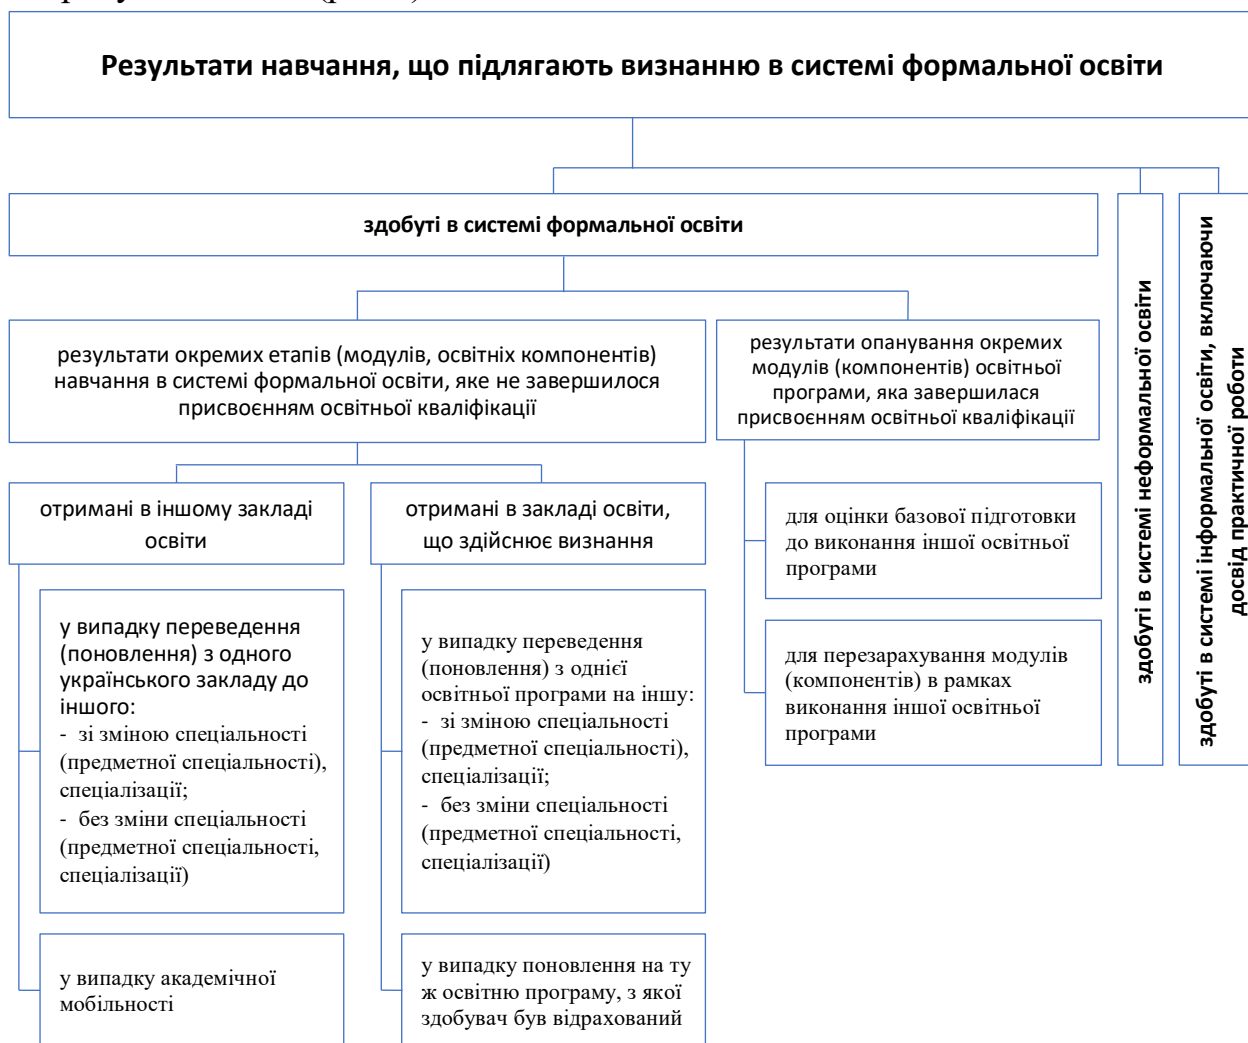 Результати навчання, що підлягають визнанню в системі формальної освіти
здобуті в системі формальної освіти
результати окремих етапів (модулів, освітніх компонентів)
навчання в системі формальної освіти, яке не завершилося
присвоєнням освітньої кваліфікації
отримані в іншому закладі
освіти
у випадку переведення
(поновлення) з одного
українського закладу до
іншого:
- зі зміною спеціальності
(предметної спеціальності),
спеціалізації;
- без зміни спеціальності
(предметної спеціальності,
спеціалізації)
у випадку академічної
мобільності
отримані в закладі освіти,
що здійснює визнання
у випадку переведення
(поновлення) з однієї
освітньої програми на іншу:
- зі зміною спеціальності
(предметної спеціальності),
спеціалізації;
- без зміни спеціальності
(предметної спеціальності,
спеціалізації)
у випадку поновлення на ту
ж освітню програму, з якої
здобувач був відрахований
результати опанування окремих
модулів (компонентів) освітньої
програми, яка завершилася
присвоєнням освітньої кваліфікації
для оцінки базової підготовки
до виконання іншої освітньої
програми
для перезарахування модулів
(компонентів) в рамках
виконання іншої освітньої
програми
здобуті в системі неформальної освіти
здобуті в системі інформальної освіти, включаючи
досвід практичної роботи